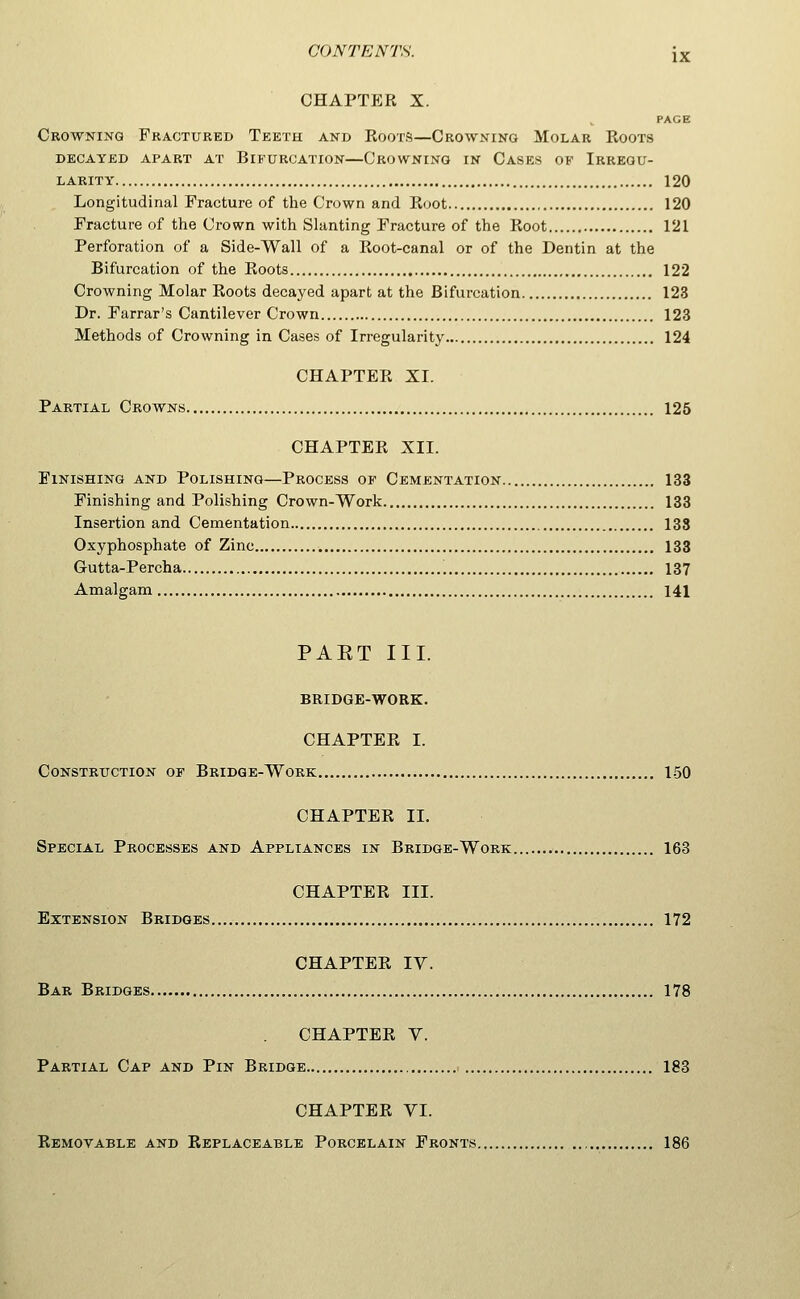 CONTENTS. ix
CHAPTER X.
PAGE
Crowning Fractured Teeth and Roots—Crowning Molar Roots
decayed apart at Bifurcation—Crowning in Cases of Irregu-
larity........ 120
Longitudinal Fracture of the Crown and Root........ 120
Fracture of the Crown with Slanting Fracture of the Root........ 121
Perforation of a Side-Wall of a Root-canal or of the Dentin at the
Bifurcation of the Roots........ 122
Crowning Molar Roots decayed apart at the Bifurcation........ 123
Dr. Farrar's Cantilever Crown........ 123
Methods of Crowning in Cases of Irregularity........ 124
CHAPTER XI.
Partial Crowns........ 125
CHAPTER XII.
Finishing and Polishing—Process of Cementation........ 133
Finishing and Polishing Crown-Work........ 133
Insertion and Cementation........ 133
Oxyphosphate of Zinc........ 133
Gutta-Percha........ 137
Amalgam........ 141
PART III.
BRIDGE-WORK.
CHAPTER I.
Construction of Bridge-Work........ 150
CHAPTER II.
Special Processes and Appliances in Bridge-Work........ 163
CHAPTER III.
Extension Bridges........ 172
CHAPTER IV.
Bar Bridges........ 178
CHAPTER V.
Partial Cap and Pin Bridge........ 183
CHAPTER VI.
Removable and Replaceable Porcelain Fronts........ 186